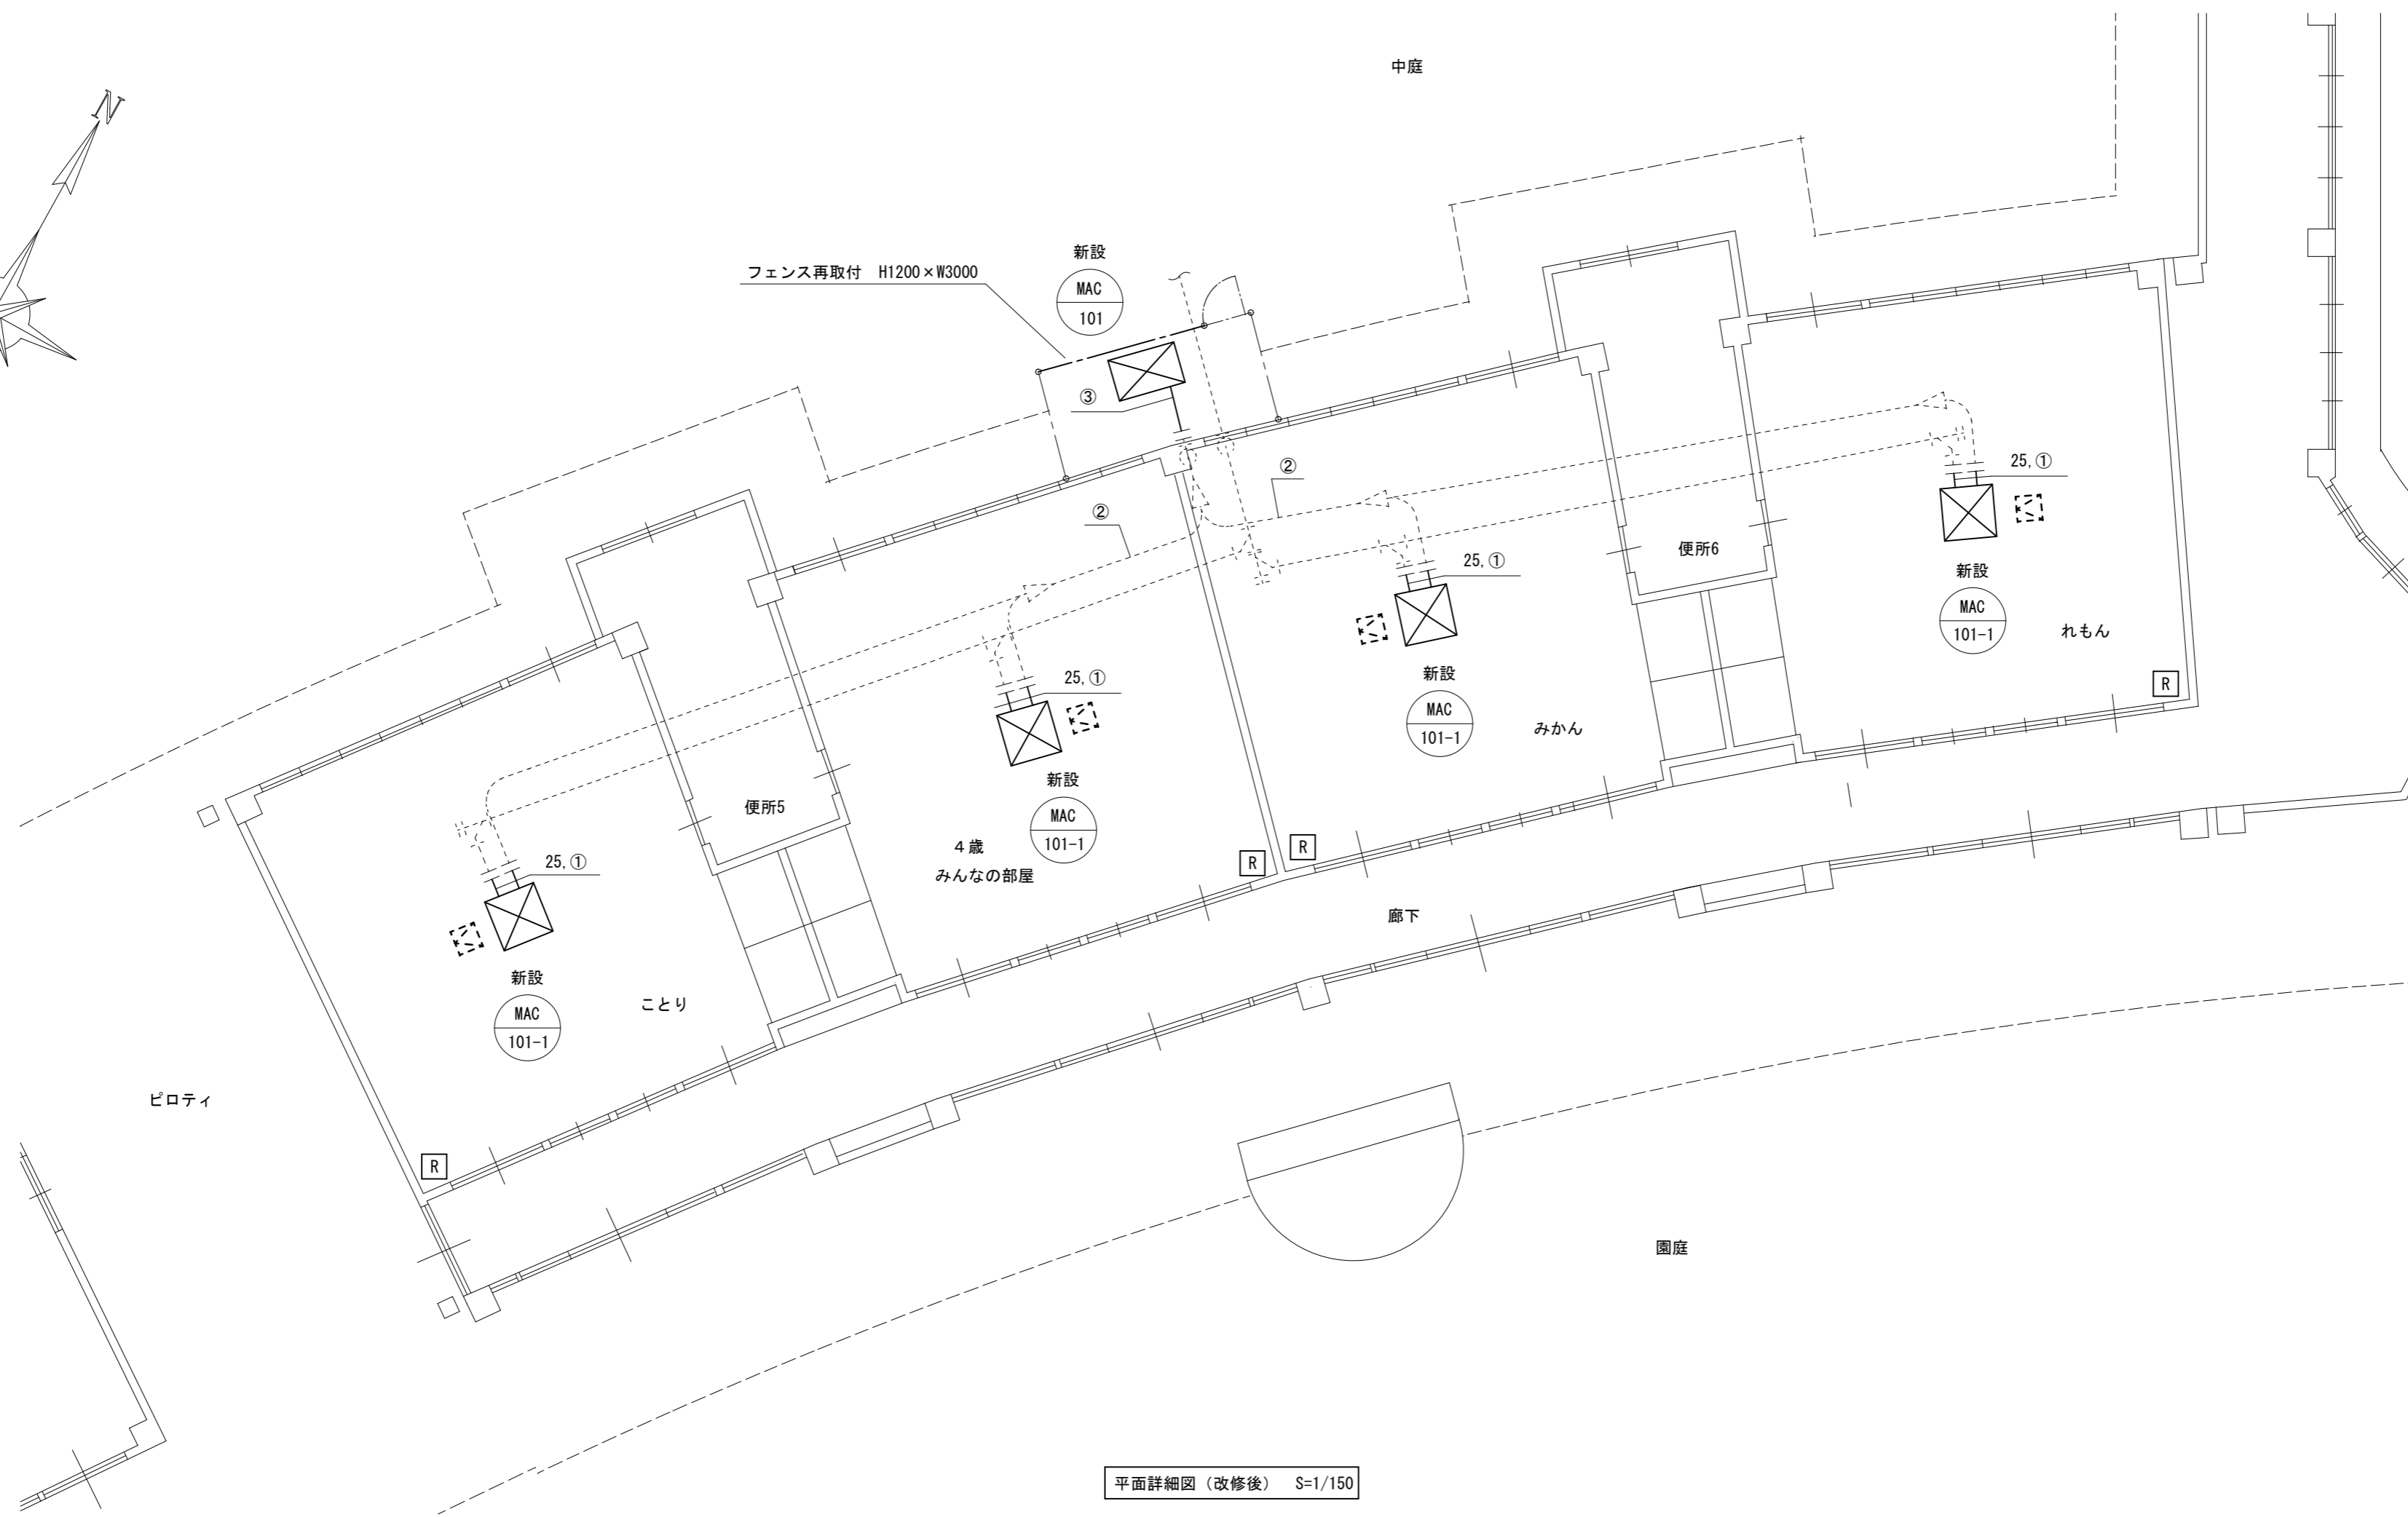 中庭
N
新設
MAC
101
フェンス再取付 H1200×W3000
③
②
②
25,①
新設
MAC
101-1
れもん
R
便所6
25,①
新設
MAC
101-1
みかん
R
25,①
新設
MAC
101-1
4歳
みんなの部屋
R
便所5
25,①
新設
MAC
101-1
ことり
R
廊下
ピロティ
園庭
平面詳細図(改修後) S=1/150